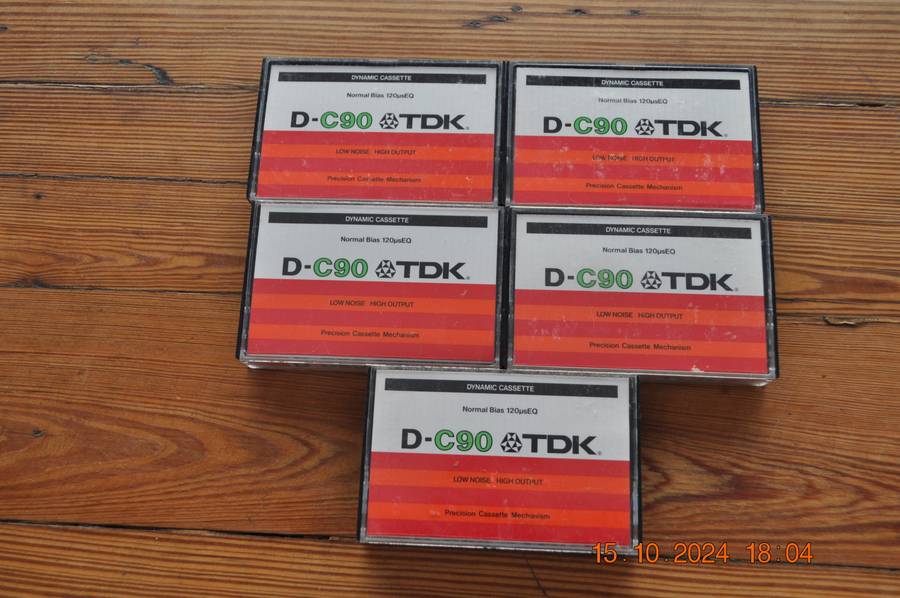 DYNAMIC CASSETTE
Normal Bias 120µsEQ
D-C90 TDK®
LOW NOISE HIGH OUTPUT
Precision Cassette Mechanism
DYNAMIC CASSETTE
Normal Bias 120µsEQ
D-C90 TDK®
LOW NOISE HIGH OUTPUT
Precision Cassette Mechanism
DYNAMIC CASSETTE
Normal Bias 120µsEQ
D-C90 TDK®
LOW NOISE HIGH OUTPUT
Precision Cassette Mechanism
DYNAMIC CASSETTE
Normal Bias 120µsEQ
D-C90 TDK®
LOW NOISE HIGH OUTPUT
Precision Cassette Mechanism
DYNAMIC CASSETTE
Normal Bias 120µsEQ
D-C90 TDK®
LOW NOISE HIGH OUTPUT
Precision Cassette Mechanism
15.10.2024 18:04